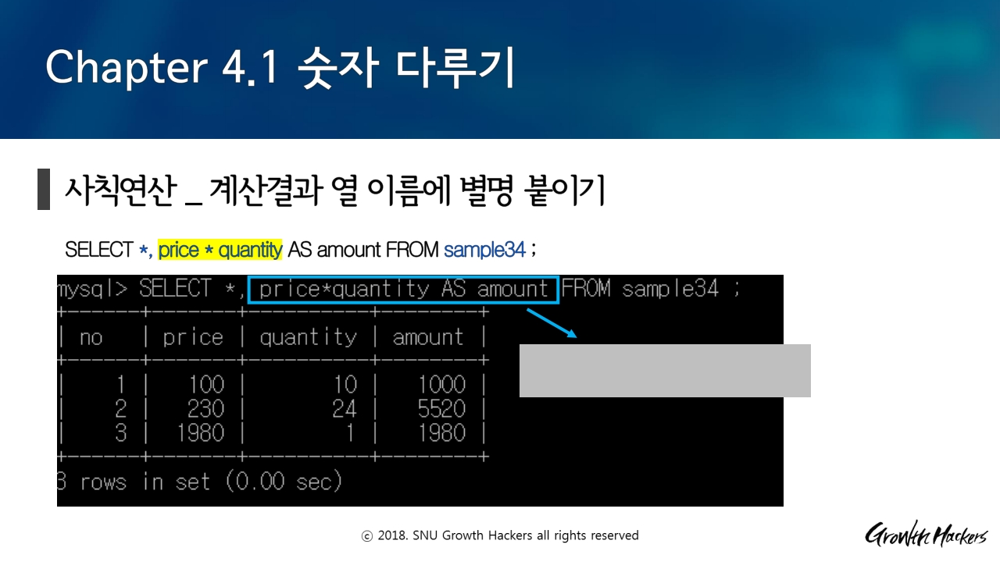 Chapter 4.1 숫자 다루기
사칙연산 _ 계산결과 열 이름에 별명 붙이기
SELECT *, price * quantity AS amount FROM sample34 ;
mysql> SELECT *, price*quantity AS amount FROM sample34 ;
+------+-------+----------+--------+
| no | price | quantity | amount |
+------+-------+----------+--------+
| 1 | 100 | 10 | 1000 |
| 2 | 230 | 24 | 5520 |
| 3 | 1980 | 1 | 1980 |
+------+-------+----------+--------+
3 rows in set (0.00 sec)
ⓒ 2018. SNU Growth Hackers all rights reserved
Growth Hackers